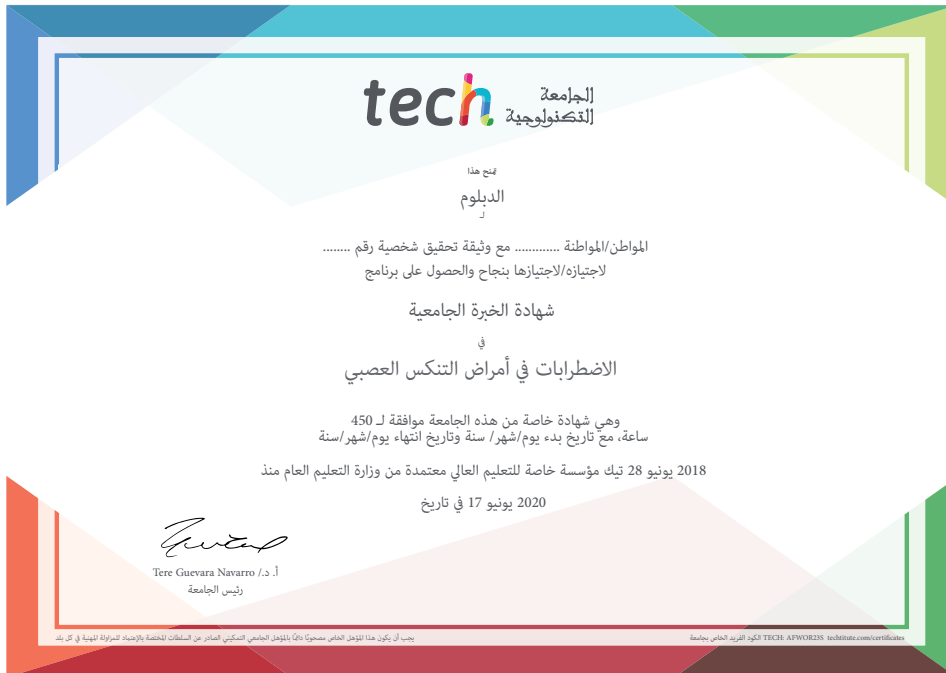 tech الجامعة
التكنولوجية
يمنح هذا
الدبلوم
لـ
المواطن/المواطنة ............. مع وثيقة تحقيق شخصية رقم ........
لاجتيازه/لاجتيازها بنجاح والحصول على برنامج
شهادة الخبرة الجامعية
في
الاضطرابات في أمراض التنكس العصبي
وهي شهادة خاصة من هذه الجامعة موافقة لـ 450
ساعة، مع تاريخ بدء يوم/شهر/ سنة وتاريخ انتهاء يوم/شهر/سنة
تيك مؤسسة خاصة للتعليم العالي معتمدة من وزارة التعليم العام منذ 28 يونيو 2018
في تاريخ 17 يونيو 2020
أ. د./ Tere Guevara Navarro
رئيس الجامعة
يجب أن يكون هذا المؤهل الخاص مصحوبًا دائمًا بالمؤهل الجامعي التمكيني الصادر عن السلطات المختصة بالإعتماد للمزاولة المهنية في كل بلد
الكود الفريد الخاص بجامعة TECH: AFWOR23S techtitute.com/certificates